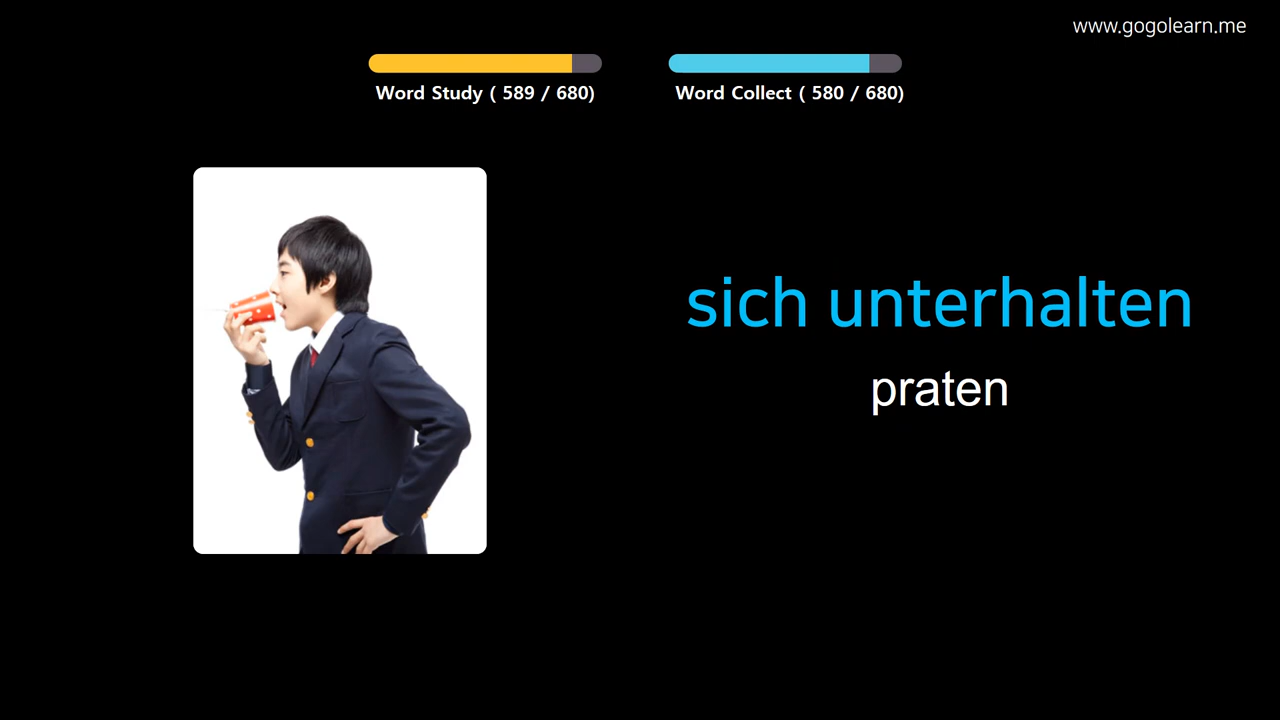 www.gogolearn.me
Word Study ( 589 / 680)
Word Collect ( 580 / 680)
sich unterhalten
praten